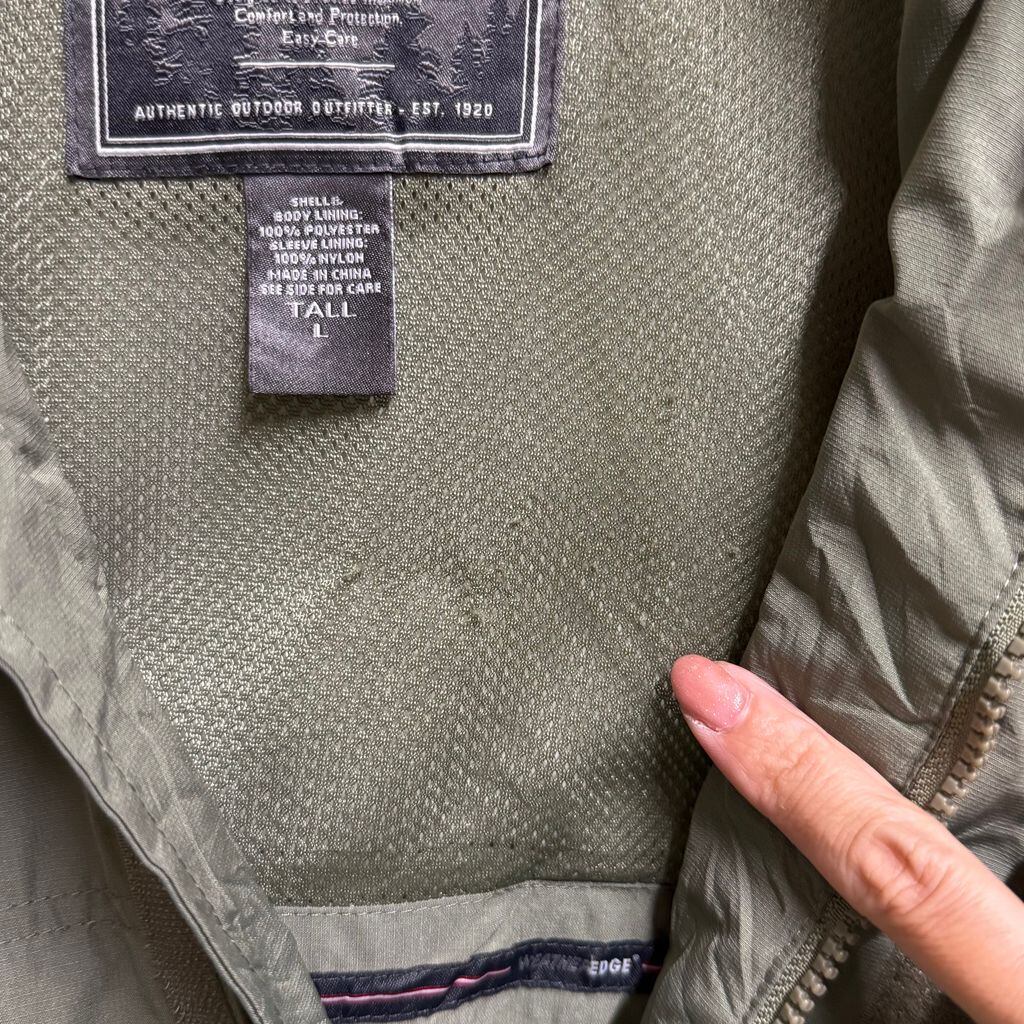 Comfort and Protection,
Easy Care
AUTHENTIC OUTDOOR OUTFITTER - EST. 1920
SHELL &
BODY LINING:
100% POLYESTER
SLEEVE LINING:
100% NYLON
MADE IN CHINA
SEE SIDE FOR CARE
TALL
L
EDGE